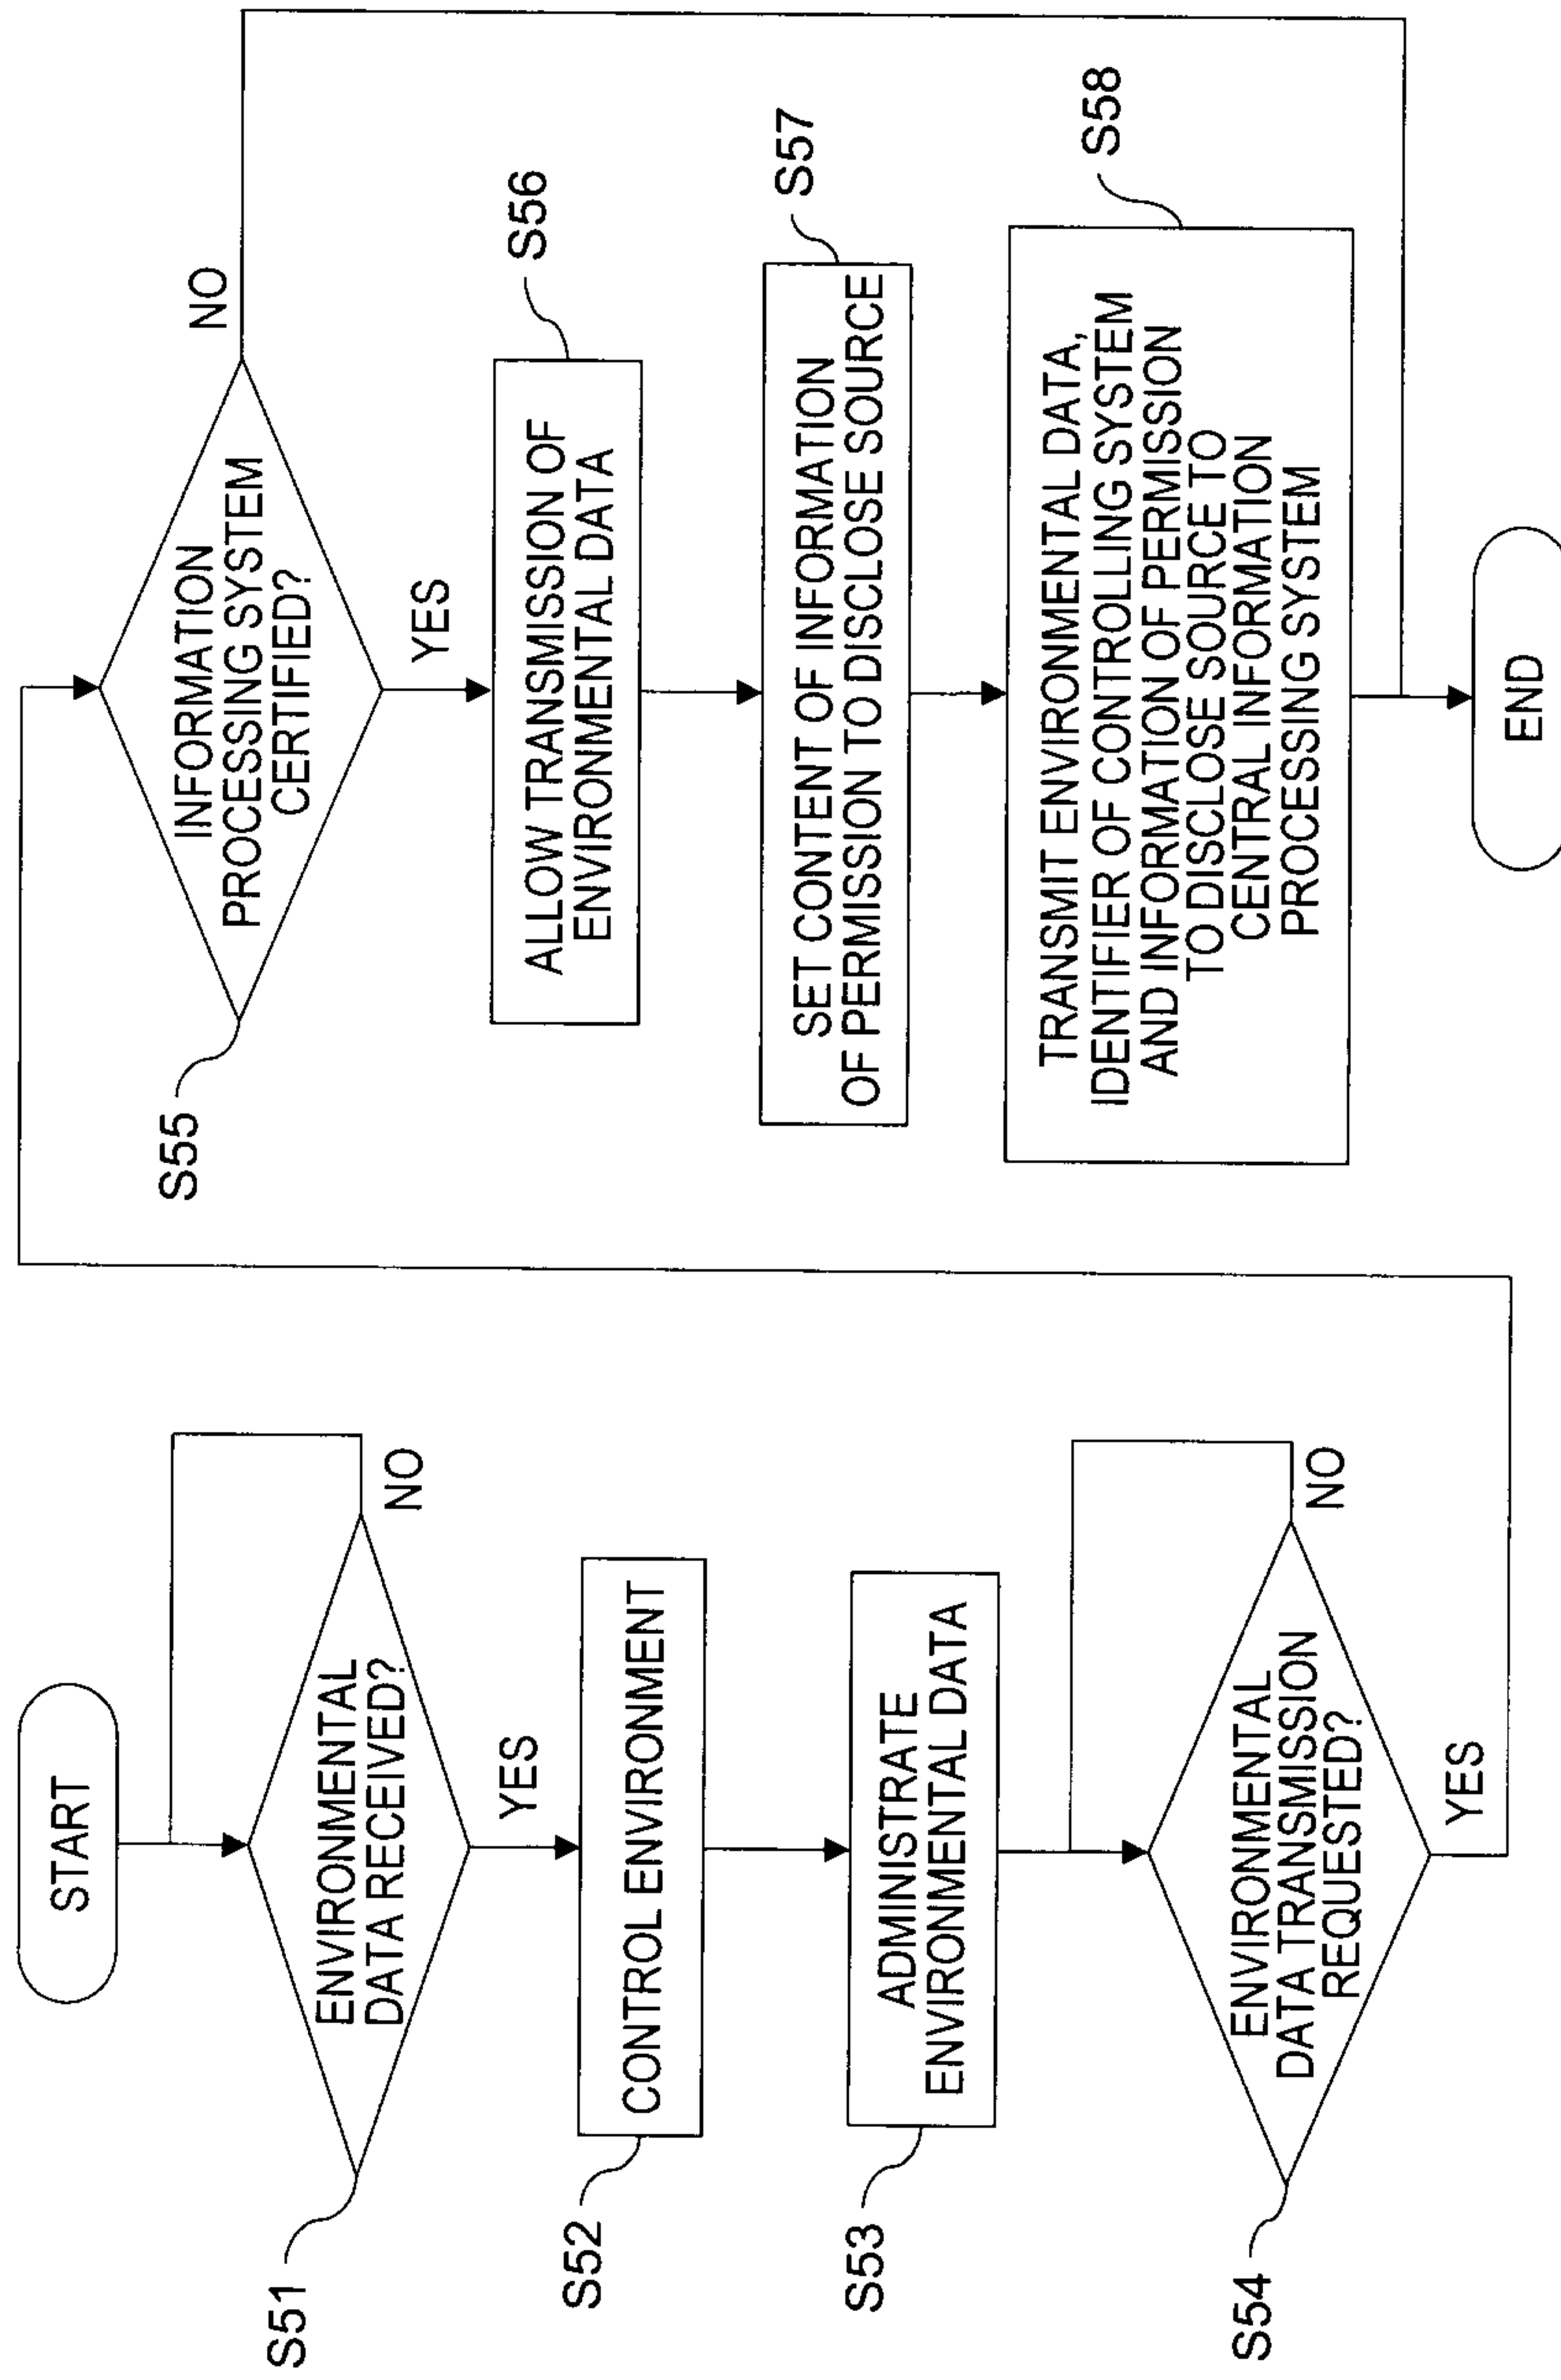 START
S51
ENVIRONMENTAL
DATA RECEIVED?
NO
YES
S52
CONTROL ENVIRONMENT
S53
ADMINISTRATE
ENVIRONMENTAL DATA
S54
ENVIRONMENTAL
DATA TRANSMISSION
REQUESTED?
NO
YES
S55
INFORMATION
PROCESSING SYSTEM
CERTIFIED?
NO
YES
S56
ALLOW TRANSMISSION OF
ENVIRONMENTAL DATA
S57
SET CONTENT OF INFORMATION
OF PERMISSION TO DISCLOSE SOURCE
S58
TRANSMIT ENVIRONMENTAL DATA,
IDENTIFIER OF CONTROLLING SYSTEM
AND INFORMATION OF PERMISSION
TO DISCLOSE SOURCE TO
CENTRAL INFORMATION
PROCESSING SYSTEM
END